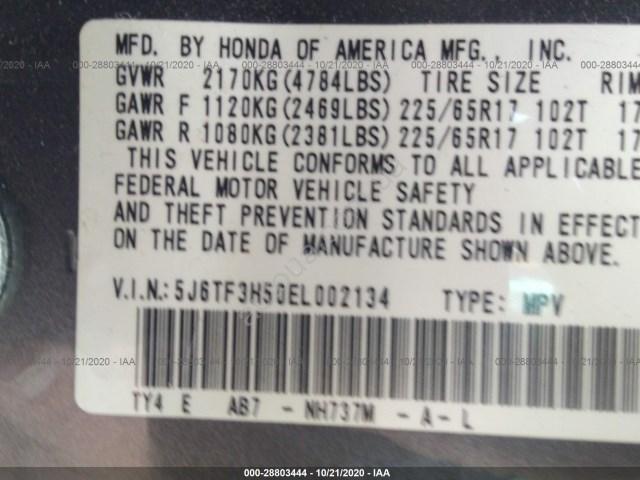 MFD. BY HONDA OF AMERICA MFG., INC.
GVWR 2170KG(4784LBS) TIRE SIZE RIM
GAWR F 1120KG(2469LBS) 225/65R17 102T 17
GAWR R 1080KG(2381LBS) 225/65R17 102T 17
THIS VEHICLE CONFORMS TO ALL APPLICABLE
FEDERAL MOTOR VEHICLE SAFETY
AND THEFT PREVENTION STANDARDS IN EFFECT
ON THE DATE OF MANUFACTURE SHOWN ABOVE.
V.I.N.: 5J6TF3H50EL002134 TYPE: MPV
TY4 E AB7 - NH737M - A - L
000-28803444 - 10/21/2020 - IAA